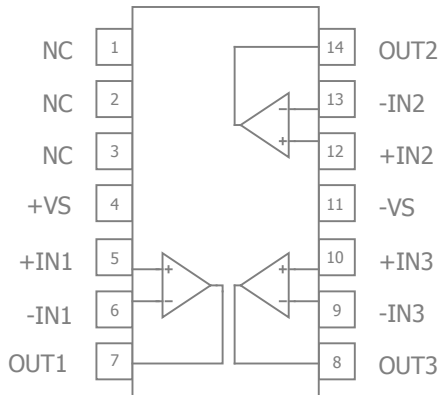 NC 1 14 OUT2
NC 2 - 13 -IN2
NC 3 + 12 +IN2
+VS 4 11 -VS
+IN1 5 + + 10 +IN3
-IN1 6 − − 9 -IN3
OUT1 7 8 OUT3